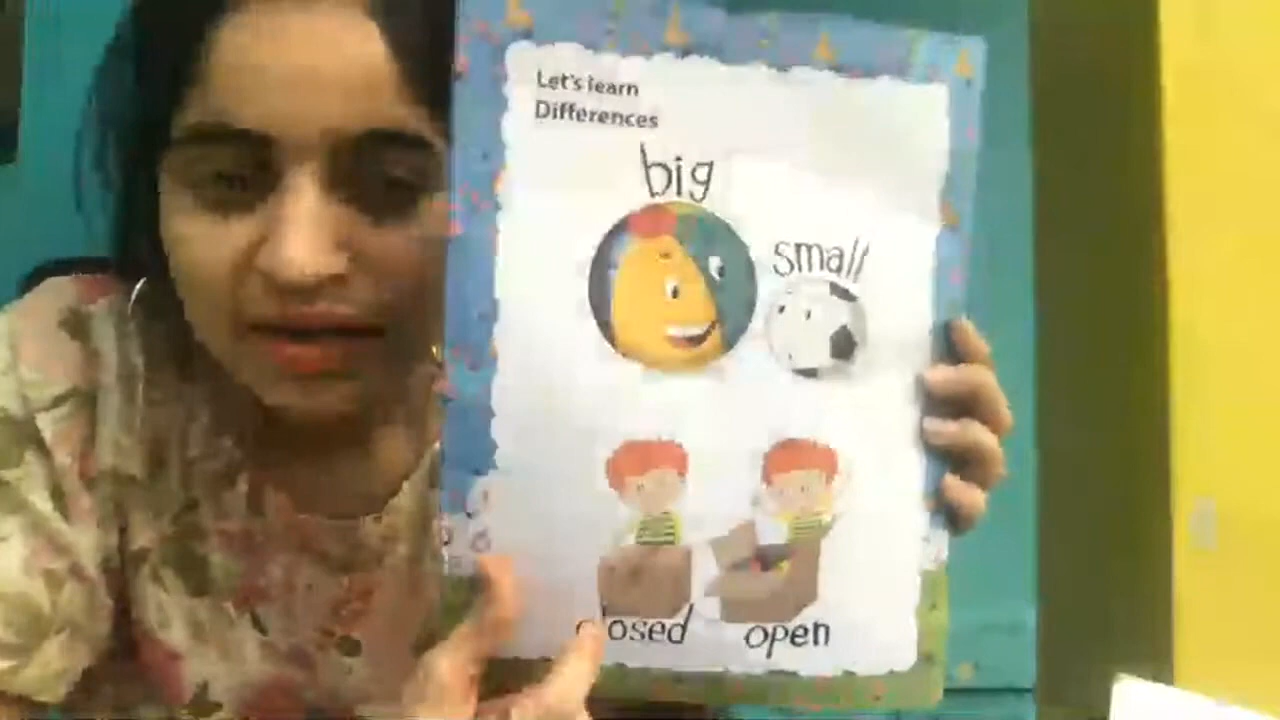 Let's learn
Differences
big
small
closed
open